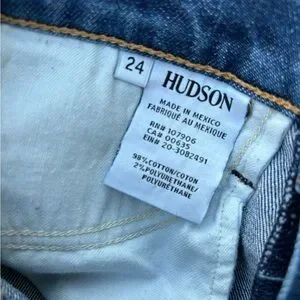 24
HUDSON
MADE IN MEXICO
FABRIQUÉ AU MEXIQUE
RN# 107906
CA# 00635
EIN# 20-3082491
98% COTTON/COTON
2% POLYURETHANE/
POLYURÉTHANE